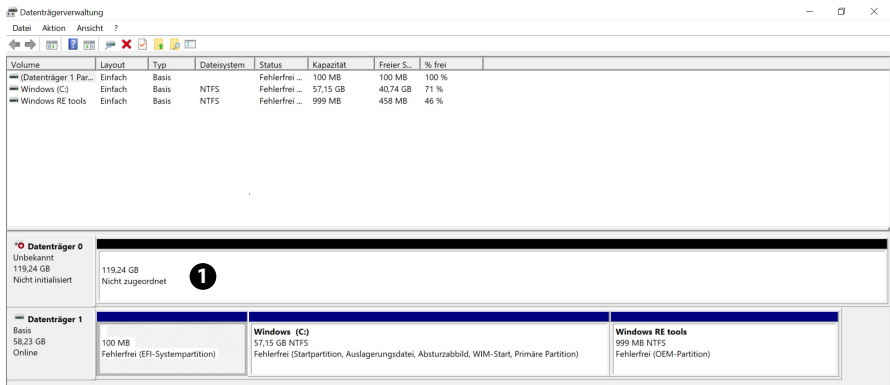 Datenträgerverwaltung
Datei Aktion Ansicht ?
Volume Layout Typ Dateisystem Status Kapazität Freier S... % frei
(Datenträger 1 Par... Einfach Basis Fehlerfrei ... 100 MB 100 MB 100 %
Windows (C:) Einfach Basis NTFS Fehlerfrei ... 57,15 GB 40,74 GB 71 %
Windows RE tools Einfach Basis NTFS Fehlerfrei ... 999 MB 458 MB 46 %
Datenträger 0
Unbekannt
119,24 GB
Nicht initialisiert
119,24 GB
Nicht zugeordnet
1
Datenträger 1
Basis
58,23 GB
Online
100 MB
Fehlerfrei (EFI-Systempartition)
Windows (C:)
57,15 GB NTFS
Fehlerfrei (Startpartition, Auslagerungsdatei, Absturzabbild, WIM-Start, Primäre Partition)
Windows RE tools
999 MB NTFS
Fehlerfrei (OEM-Partition)